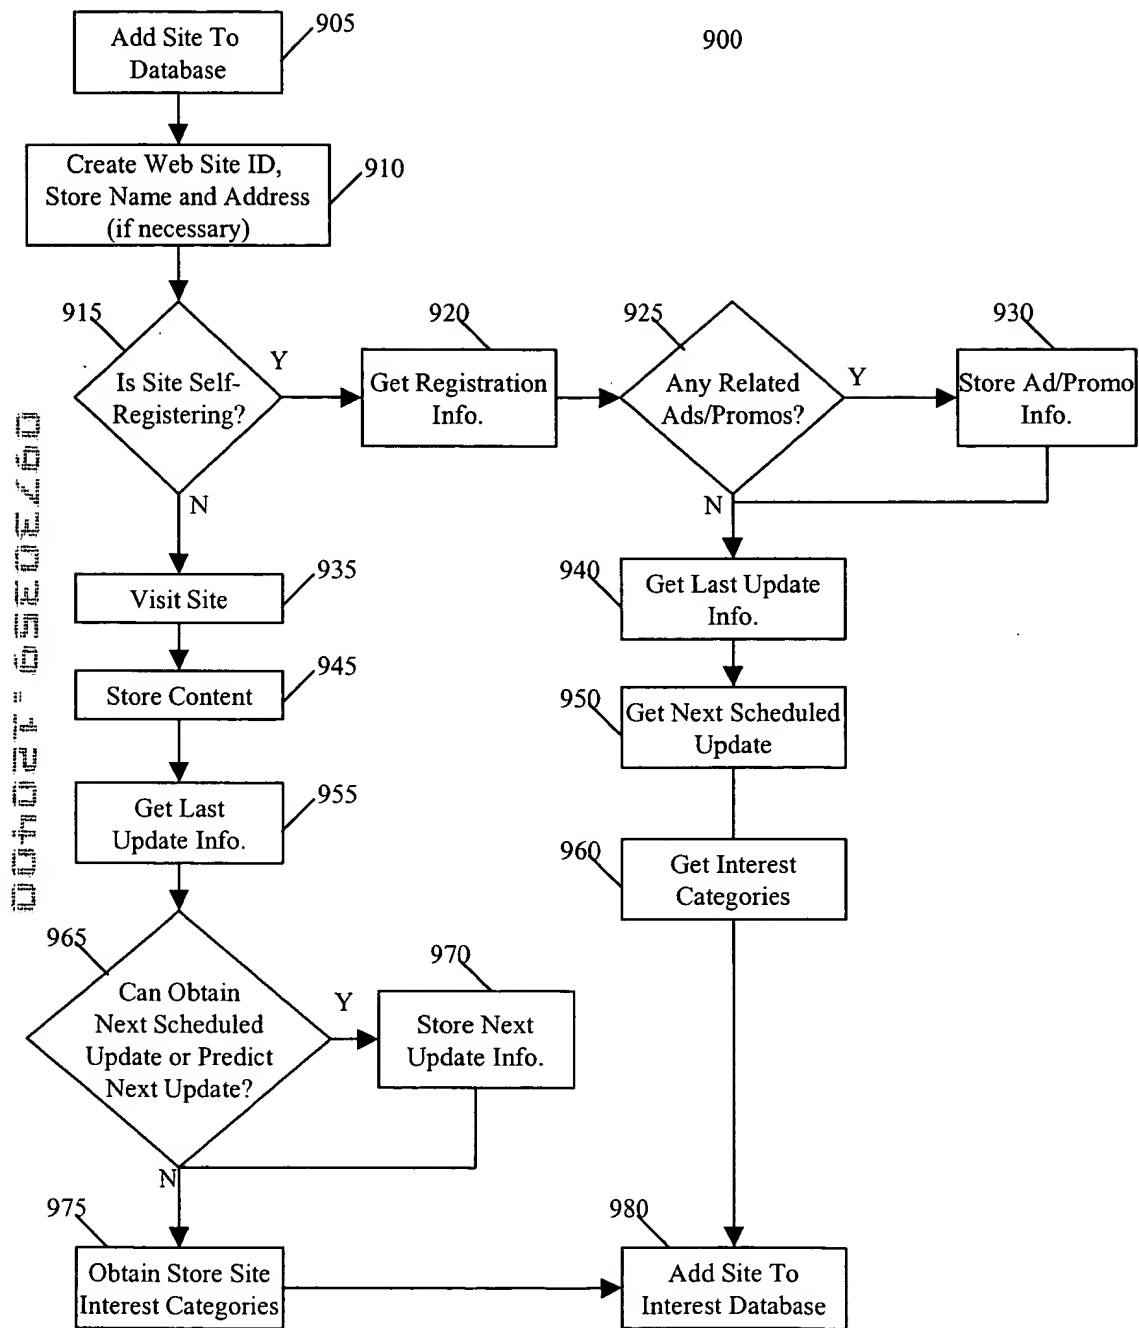 905
900
Add Site To
Database
Create Web Site ID,
Store Name and Address
(if necessary)
910
915
920
925
930
Y
Is Site Self-
Registering?
Get Registration
Info.
Any Related
Ads/Promos?
Y
Store Ad/Promo
Info.
N
N
935
Visit Site
940
Get Last Update
Info.
945
Store Content
950
Get Next Scheduled
Update
955
Get Last
Update Info.
960
Get Interest
Categories
965
970
Can Obtain
Next Scheduled
Update or Predict
Next Update?
Y
Store Next
Update Info.
N
975
980
Obtain Store Site
Interest Categories
Add Site To
Interest Database